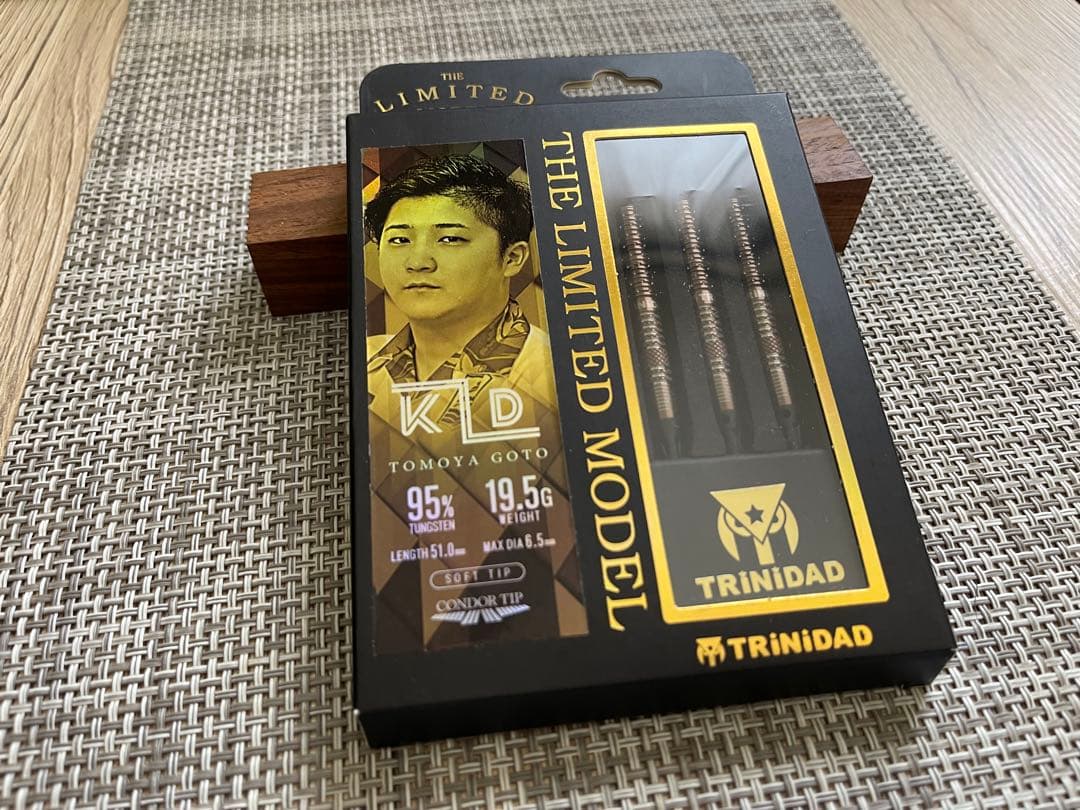 THE
LIMITED
KLD
TOMOYA GOTO
95%
TUNGSTEN
19.5G
WEIGHT
LENGTH 51.0mm
MAX DIA 6.5mm
SOFT TIP
CONDOR TIP
THE LIMITED MODEL
TRiNiDAD
TRiNiDAD